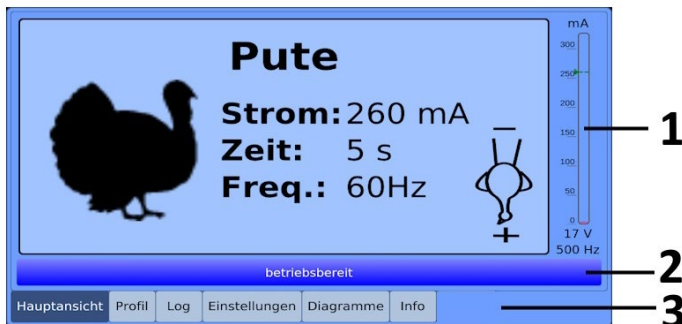 Pute
Strom: 260 mA
Zeit: 5 s
Freq.: 60Hz
−
+
mA
300
250
200
150
100
50
0
17 V
500 Hz
1
betriebsbereit
2
Hauptansicht Profil Log Einstellungen Diagramme Info
3